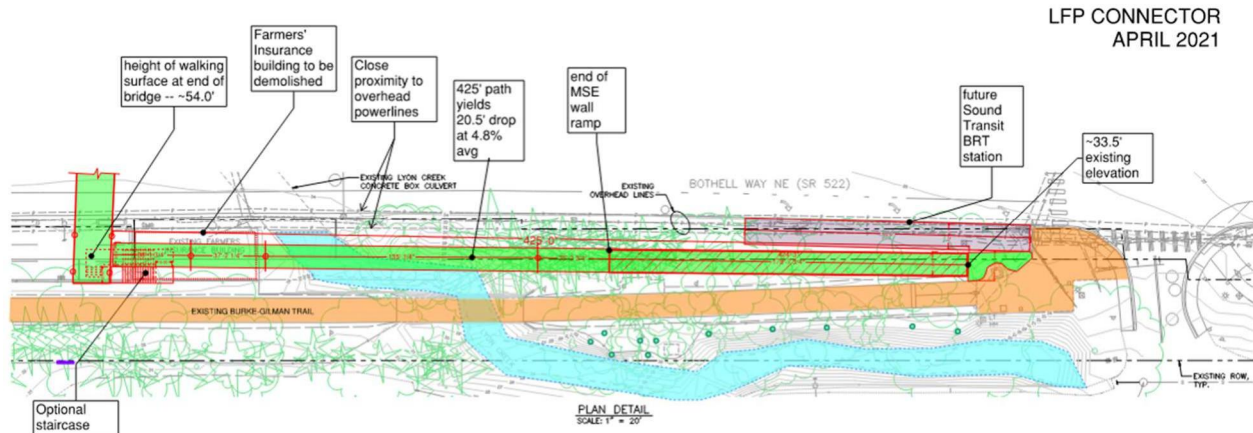 LFP CONNECTOR
APRIL 2021
height of walking
surface at end of
bridge -- ~54.0'
Farmers'
Insurance
building to be
demolished
Close
proximity to
overhead
powerlines
425' path
yields
20.5' drop
at 4.8%
avg
end of
MSE
wall
ramp
future
Sound
Transit
BRT
station
~33.5'
existing
elevation
EXISTING LYON CREEK
CONCRETE BOX CULVERT
EXISTING
OVERHEAD LINES
BOTHELL WAY NE (SR 522)
EXISTING FARMERS
425'-0"
EXISTING BURKE-GILMAN TRAIL
EXISTING ROW,
TYP.
Optional
staircase
PLAN DETAIL
SCALE: 1" = 20'